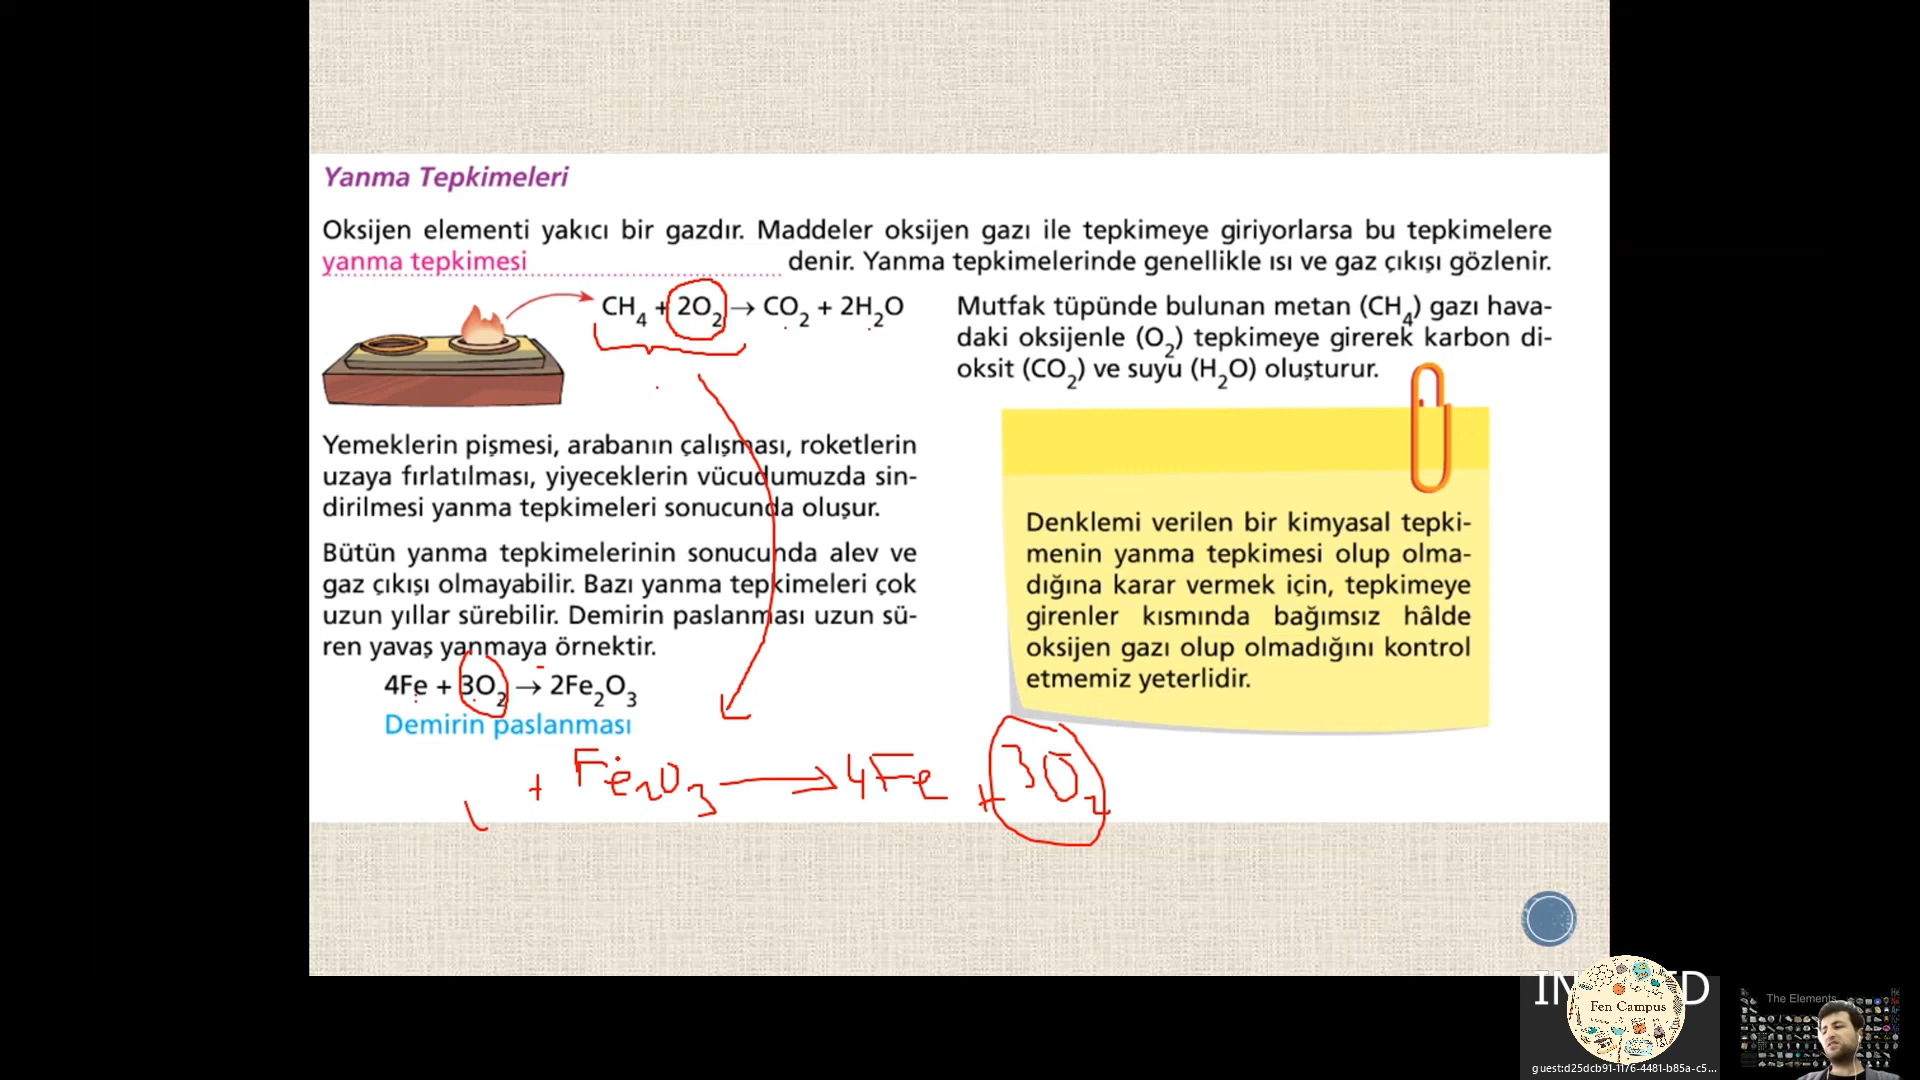 Yanma Tepkimeleri
Oksijen elementi yakıcı bir gazdır. Maddeler oksijen gazı ile tepkimeye giriyorlarsa bu tepkimelere
yanma tepkimesi denir. Yanma tepkimelerinde genellikle ısı ve gaz çıkışı gözlenir.
CH₄ + 2O₂ → CO₂ + 2H₂O
Mutfak tüpünde bulunan metan (CH₄) gazı hava-
daki oksijenle (O₂) tepkimeye girerek karbon di-
oksit (CO₂) ve suyu (H₂O) oluşturur.
Yemeklerin pişmesi, arabanın çalışması, roketlerin
uzaya fırlatılması, yiyeceklerin vücudumuzda sin-
dirilmesi yanma tepkimeleri sonucunda oluşur.
Bütün yanma tepkimelerinin sonucunda alev ve
gaz çıkışı olmayabilir. Bazı yanma tepkimeleri çok
uzun yıllar sürebilir. Demirin paslanması uzun sü-
ren yavaş yanmaya örnektir.
4Fe + 3O₂ → 2Fe₂O₃
Demirin paslanması
Denklemi verilen bir kimyasal tepki-
menin yanma tepkimesi olup olma-
dığına karar vermek için, tepkimeye
girenler kısmında bağımsız hâlde
oksijen gazı olup olmadığını kontrol
etmemiz yeterlidir.
+ Fe₂O₃ → 4Fe + 3O₂
Fen Campus
guest:d25dcb91-1176-4481-b85a-c5...
The Elements